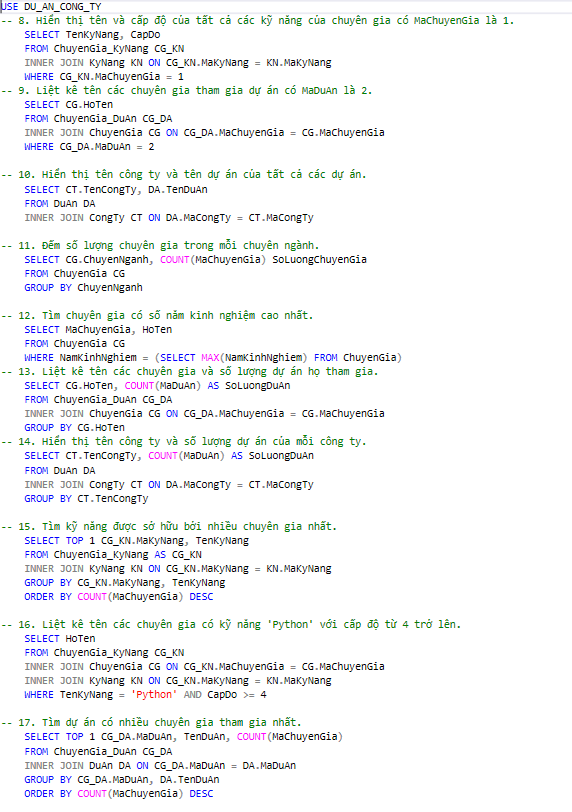 USE DU_AN_CONG_TY
-- 8. Hiển thị tên và cấp độ của tất cả các kỹ năng của chuyên gia có MaChuyenGia là 1.
SELECT TenKyNang, CapDo
FROM ChuyenGia_KyNang CG_KN
INNER JOIN KyNang KN ON CG_KN.MaKyNang = KN.MaKyNang
WHERE CG_KN.MaChuyenGia = 1
-- 9. Liệt kê tên các chuyên gia tham gia dự án có MaDuAn là 2.
SELECT CG.HoTen
FROM ChuyenGia_DuAn CG_DA
INNER JOIN ChuyenGia CG ON CG_DA.MaChuyenGia = CG.MaChuyenGia
WHERE CG_DA.MaDuAn = 2
-- 10. Hiển thị tên công ty và tên dự án của tất cả các dự án.
SELECT CT.TenCongTy, DA.TenDuAn
FROM DuAn DA
INNER JOIN CongTy CT ON DA.MaCongTy = CT.MaCongTy
-- 11. Đếm số lượng chuyên gia trong mỗi chuyên ngành.
SELECT CG.ChuyenNganh, COUNT(MaChuyenGia) SoLuongChuyenGia
FROM ChuyenGia CG
GROUP BY ChuyenNganh
-- 12. Tìm chuyên gia có số năm kinh nghiệm cao nhất.
SELECT MaChuyenGia, HoTen
FROM ChuyenGia CG
WHERE NamKinhNghiem = (SELECT MAX(NamKinhNghiem) FROM ChuyenGia)
-- 13. Liệt kê tên các chuyên gia và số lượng dự án họ tham gia.
SELECT CG.HoTen, COUNT(MaDuAn) AS SoLuongDuAn
FROM ChuyenGia_DuAn CG_DA
INNER JOIN ChuyenGia CG ON CG_DA.MaChuyenGia = CG.MaChuyenGia
GROUP BY CG.HoTen
-- 14. Hiển thị tên công ty và số lượng dự án của mỗi công ty.
SELECT CT.TenCongTy, COUNT(MaDuAn) AS SoLuongDuAn
FROM DuAn DA
INNER JOIN CongTy CT ON DA.MaCongTy = CT.MaCongTy
GROUP BY CT.TenCongTy
-- 15. Tìm kỹ năng được sở hữu bởi nhiều chuyên gia nhất.
SELECT TOP 1 CG_KN.MaKyNang, TenKyNang
FROM ChuyenGia_KyNang AS CG_KN
INNER JOIN KyNang KN ON CG_KN.MaKyNang = KN.MaKyNang
GROUP BY CG_KN.MaKyNang, TenKyNang
ORDER BY COUNT(MaChuyenGia) DESC
-- 16. Liệt kê tên các chuyên gia có kỹ năng 'Python' với cấp độ từ 4 trở lên.
SELECT HoTen
FROM ChuyenGia_KyNang CG_KN
INNER JOIN ChuyenGia CG ON CG_KN.MaChuyenGia = CG.MaChuyenGia
INNER JOIN KyNang KN ON CG_KN.MaKyNang = KN.MaKyNang
WHERE TenKyNang = 'Python' AND CapDo >= 4
-- 17. Tìm dự án có nhiều chuyên gia tham gia nhất.
SELECT TOP 1 CG_DA.MaDuAn, TenDuAn, COUNT(MaChuyenGia)
FROM ChuyenGia_DuAn CG_DA
INNER JOIN DuAn DA ON CG_DA.MaDuAn = DA.MaDuAn
GROUP BY CG_DA.MaDuAn, DA.TenDuAn
ORDER BY COUNT(MaChuyenGia) DESC